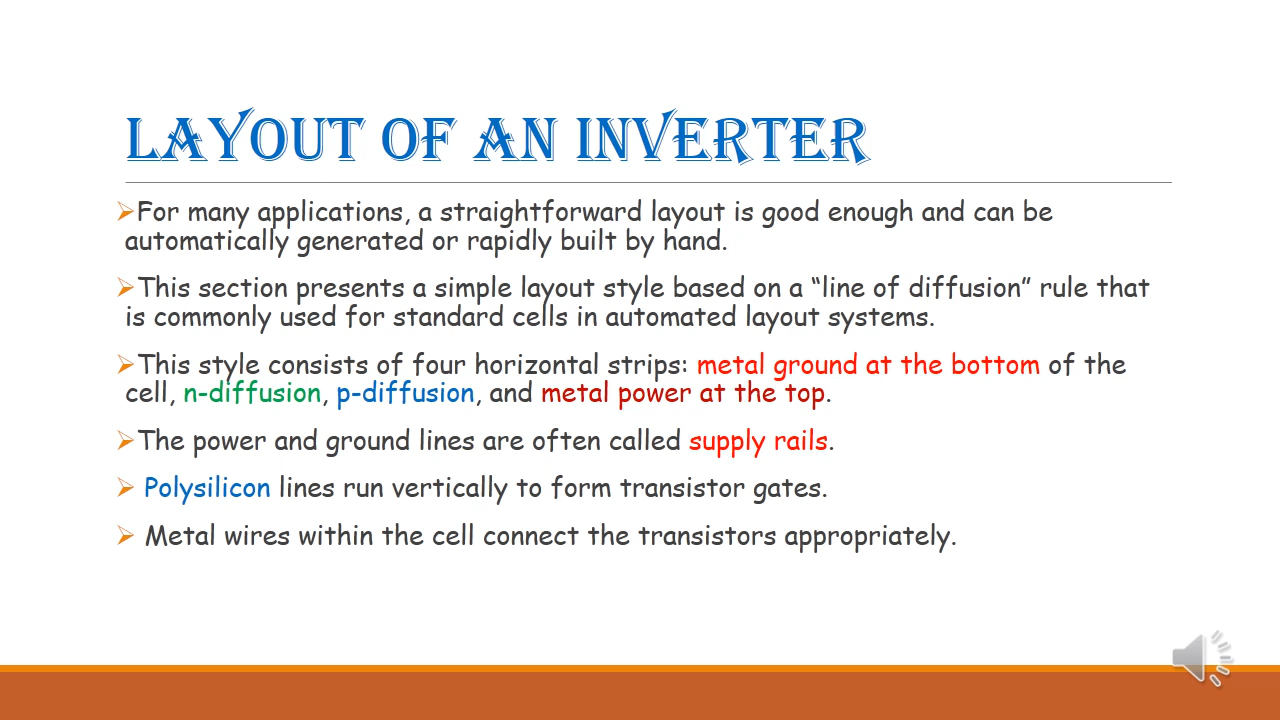 LAYOUT OF AN INVERTER
➢For many applications, a straightforward layout is good enough and can be
automatically generated or rapidly built by hand.
➢This section presents a simple layout style based on a “line of diffusion” rule that
is commonly used for standard cells in automated layout systems.
➢This style consists of four horizontal strips: metal ground at the bottom of the
cell, n-diffusion, p-diffusion, and metal power at the top.
➢The power and ground lines are often called supply rails.
➢ Polysilicon lines run vertically to form transistor gates.
➢ Metal wires within the cell connect the transistors appropriately.